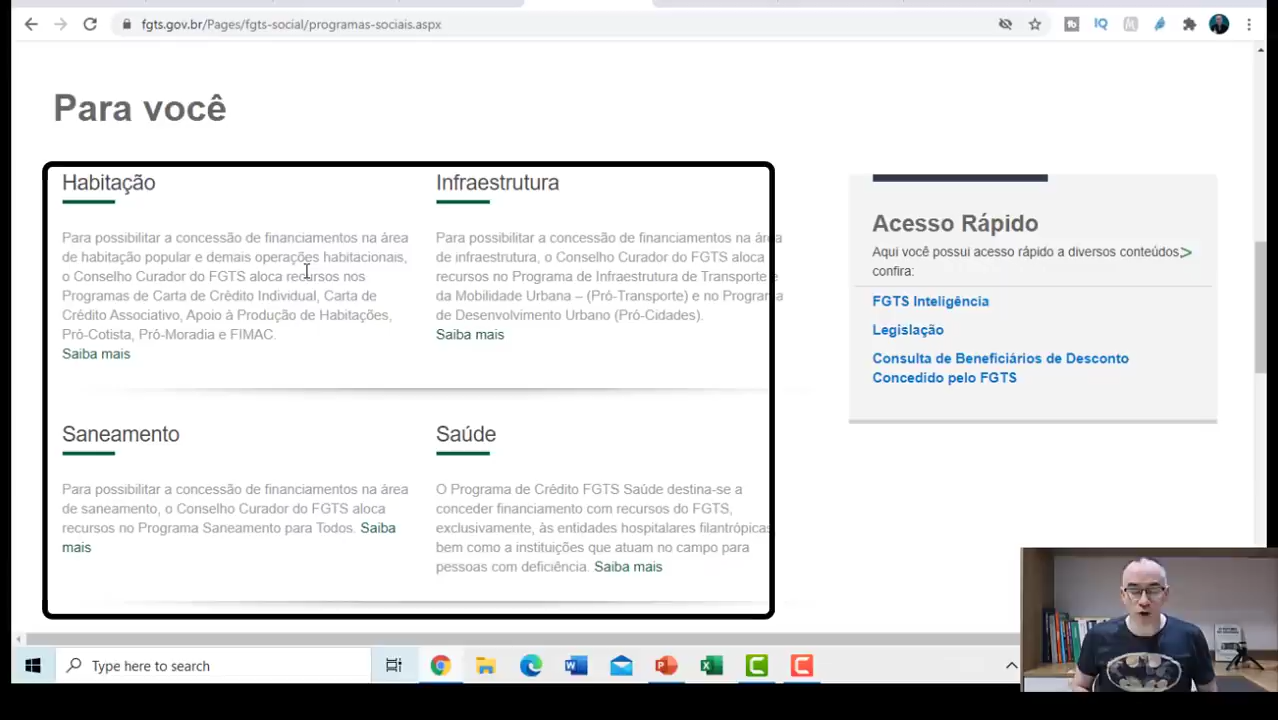 fgts.gov.br/Pages/fgts-social/programas-sociais.aspx
Para você
Habitação
Para possibilitar a concessão de financiamentos na área
de habitação popular e demais operações habitacionais,
o Conselho Curador do FGTS aloca recursos nos
Programas de Carta de Crédito Individual, Carta de
Crédito Associativo, Apoio à Produção de Habitações,
Pró-Cotista, Pró-Moradia e FIMAC.
Saiba mais
Infraestrutura
Para possibilitar a concessão de financiamentos na área
de infraestrutura, o Conselho Curador do FGTS aloca
recursos no Programa de Infraestrutura de Transporte e
da Mobilidade Urbana – (Pró-Transporte) e no Programa
de Desenvolvimento Urbano (Pró-Cidades).
Saiba mais
Saneamento
Para possibilitar a concessão de financiamentos na área
de saneamento, o Conselho Curador do FGTS aloca
recursos no Programa Saneamento para Todos. Saiba
mais
Saúde
O Programa de Crédito FGTS Saúde destina-se a
conceder financiamento com recursos do FGTS,
exclusivamente, às entidades hospitalares filantrópicas
bem como a instituições que atuam no campo para
pessoas com deficiência. Saiba mais
Acesso Rápido
Aqui você possui acesso rápido a diversos conteúdos,
confira:
FGTS Inteligência
Legislação
Consulta de Beneficiários de Desconto
Concedido pelo FGTS
Type here to search